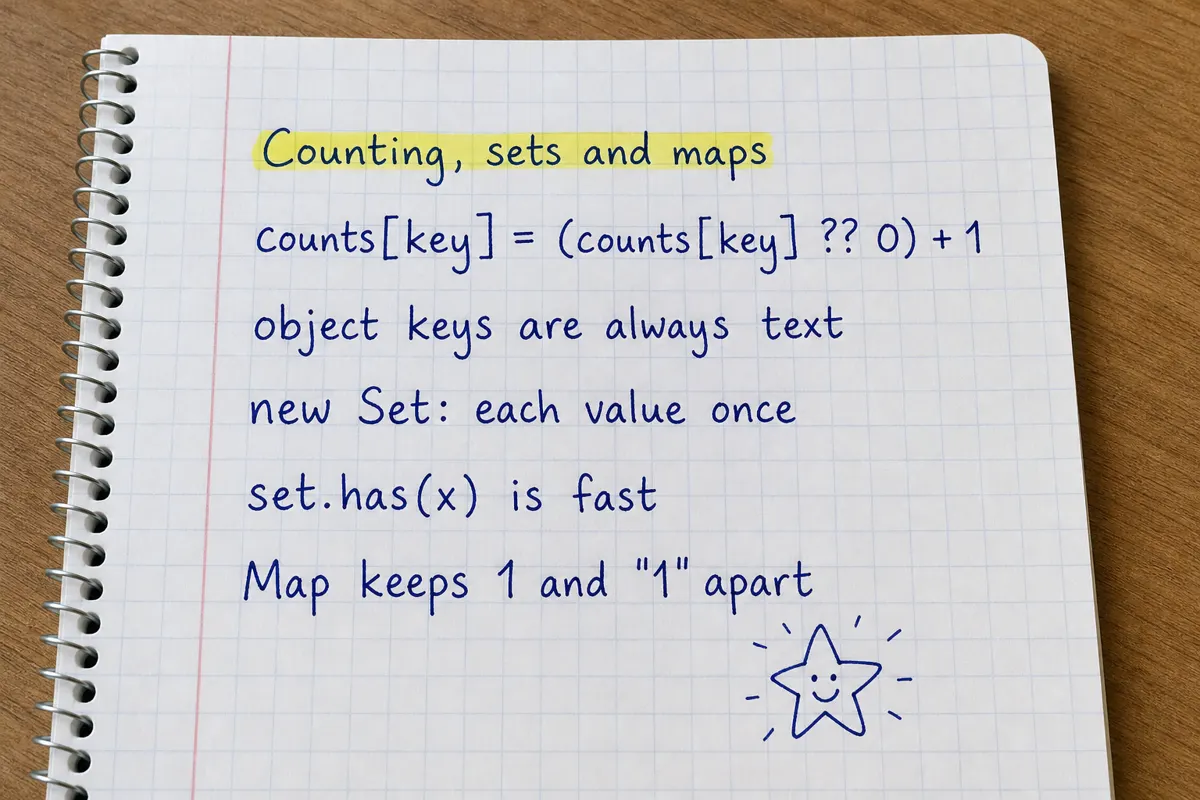 Counting, sets and maps
counts[key] = (counts[key] ?? 0) + 1
object keys are always text
new Set: each value once
set.has(x) is fast
Map keeps 1 and "1" apart